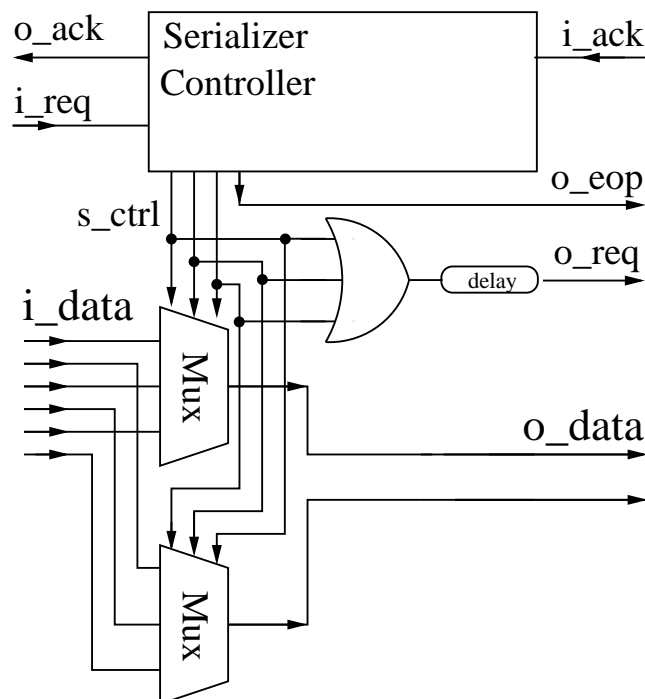 o_ack
Serializer
Controller
i_ack
i_req
o_eop
s_ctrl
o_req
delay
i_data
Mux
o_data
Mux